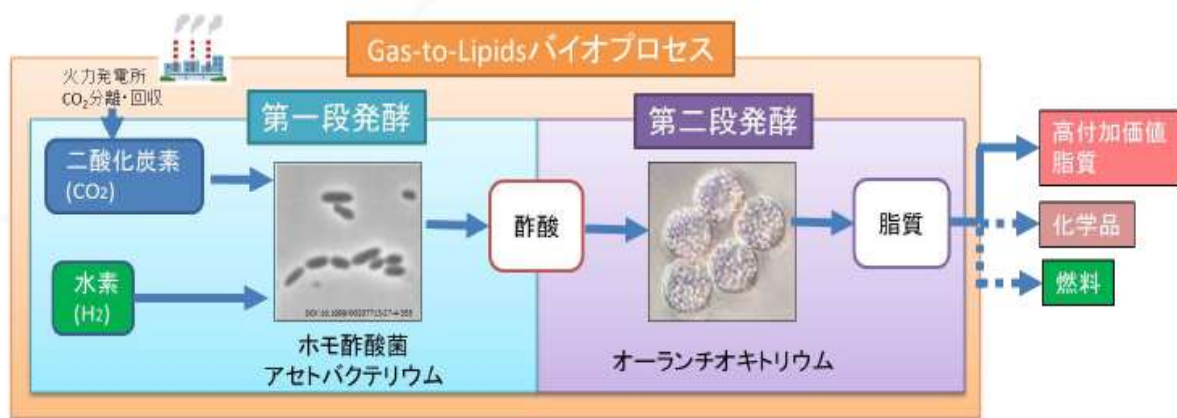 Gas-to-Lipidsバイオプロセス
火力発電所
CO₂分離・回収
第一段発酵
第二段発酵
二酸化炭素
(CO₂)
水素
(H₂)
ホモ酢酸菌
アセトバクテリウム
酢酸
オーランチオキトリウム
脂質
高付加価値
脂質
化学品
燃料